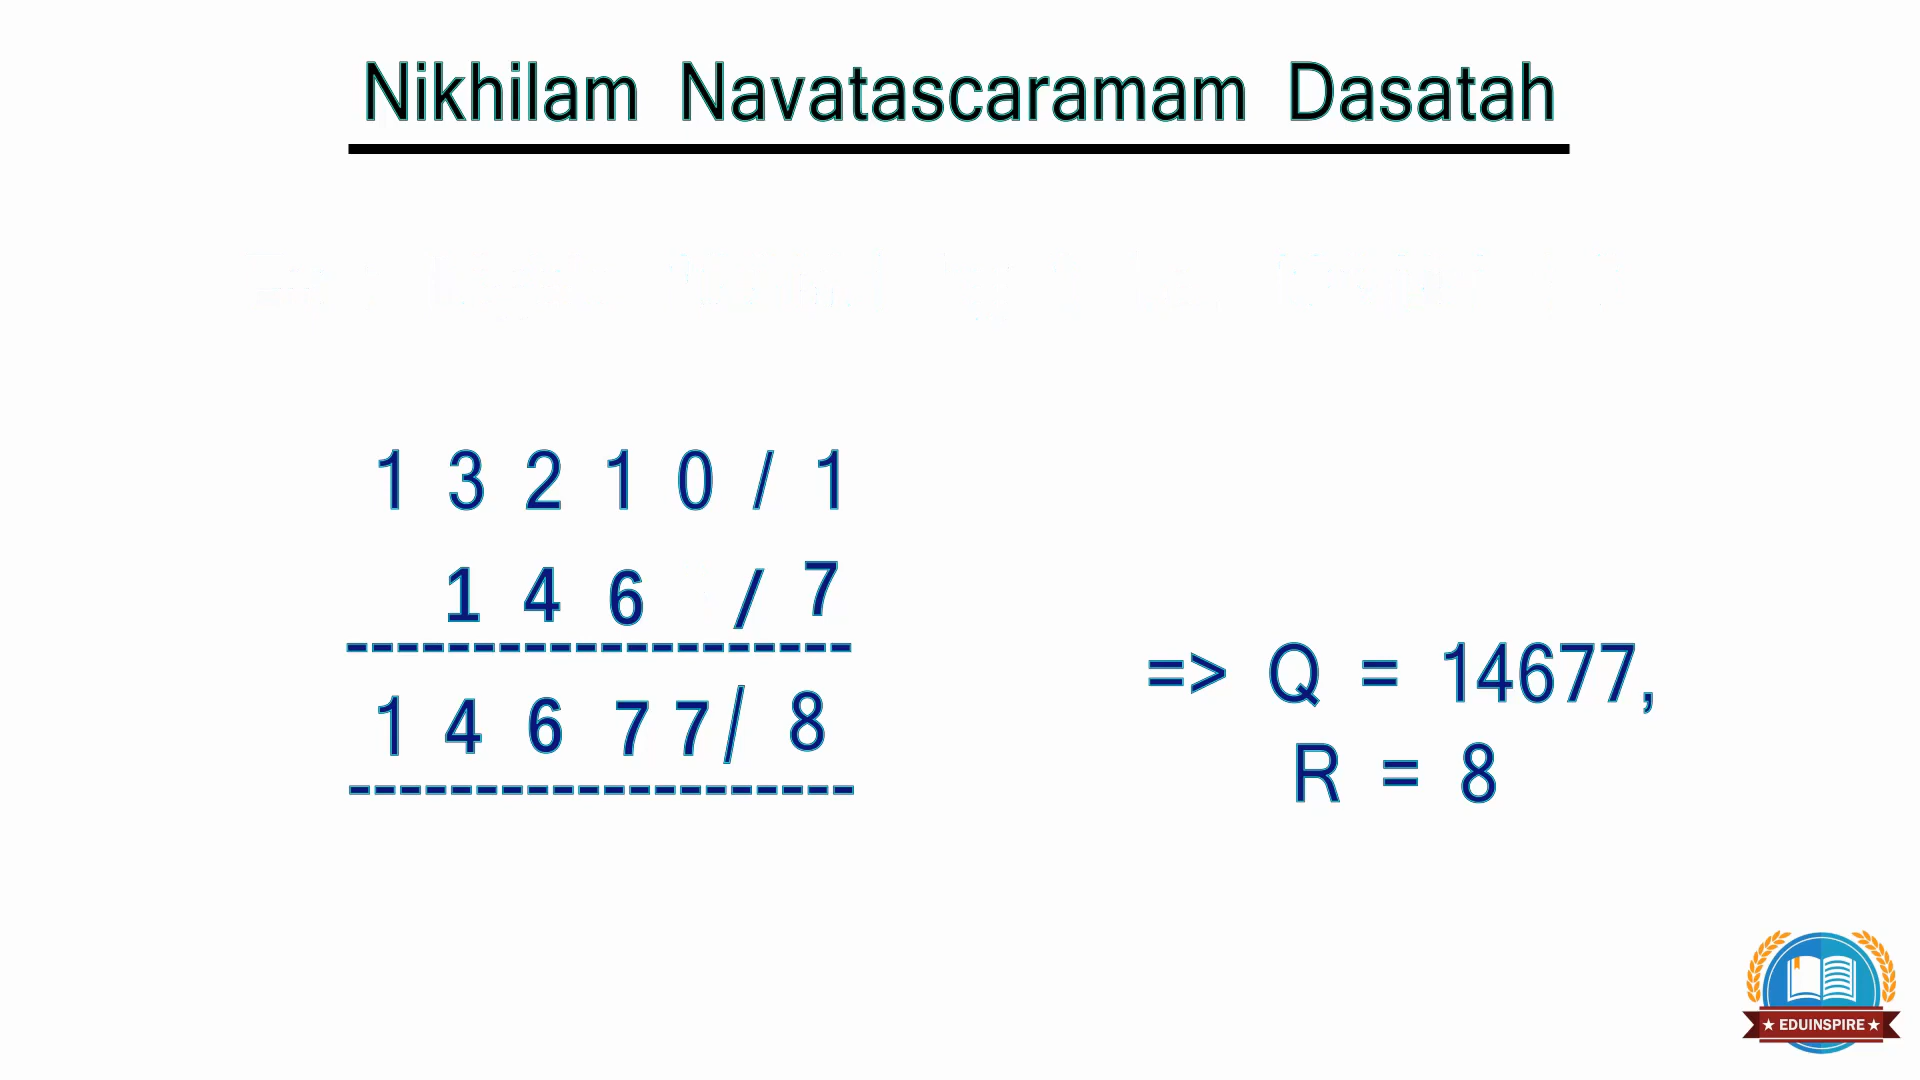 Nikhilam Navatascaramam Dasatah
1 3 2 1 0 / 1
1 4 6 / 7
------------------
1 4 6 7 7 / 8
------------------
=> Q = 14677,
R = 8
★ EDUINSPIRE ★